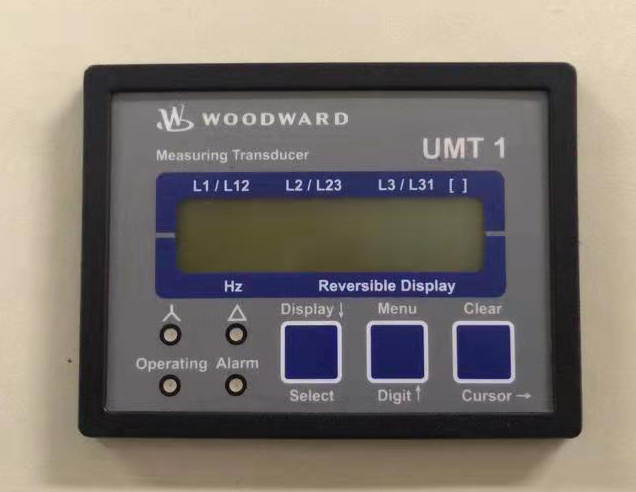 WOODWARD
Measuring Transducer
UMT 1
L1 / L12 L2 / L23 L3 / L31 [ ]
Hz Reversible Display
Display ↓ Menu Clear
Operating Alarm
Select Digit ↑ Cursor →